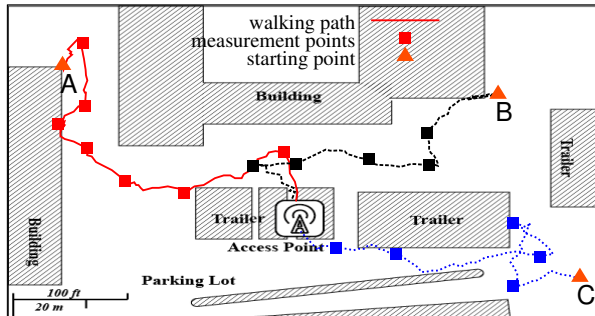 walking path
measurement points
starting point
A
B
Building
Trailer
Building
Trailer
Trailer
Access Point
Parking Lot
C
100 ft
20 m